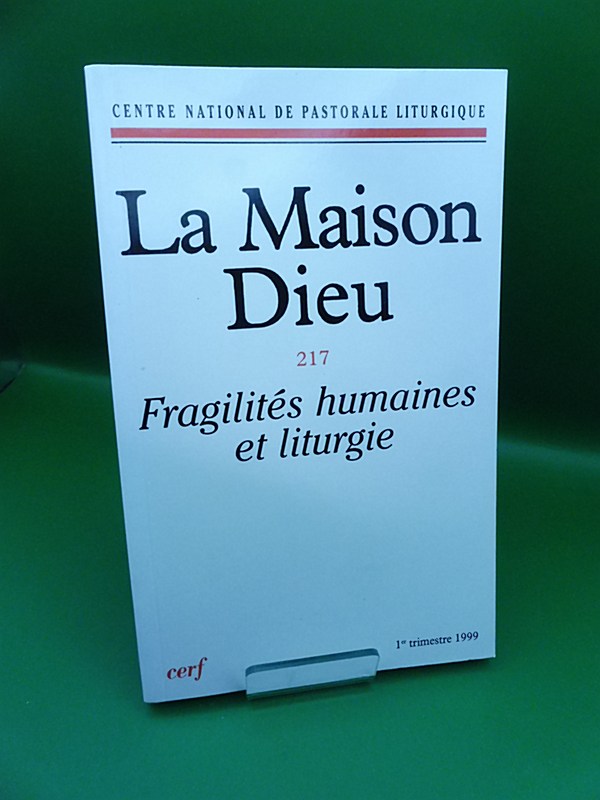 CENTRE NATIONAL DE PASTORALE LITURGIQUE
La Maison
Dieu
217
Fragilités humaines
et liturgie
1er trimestre 1999
cerf